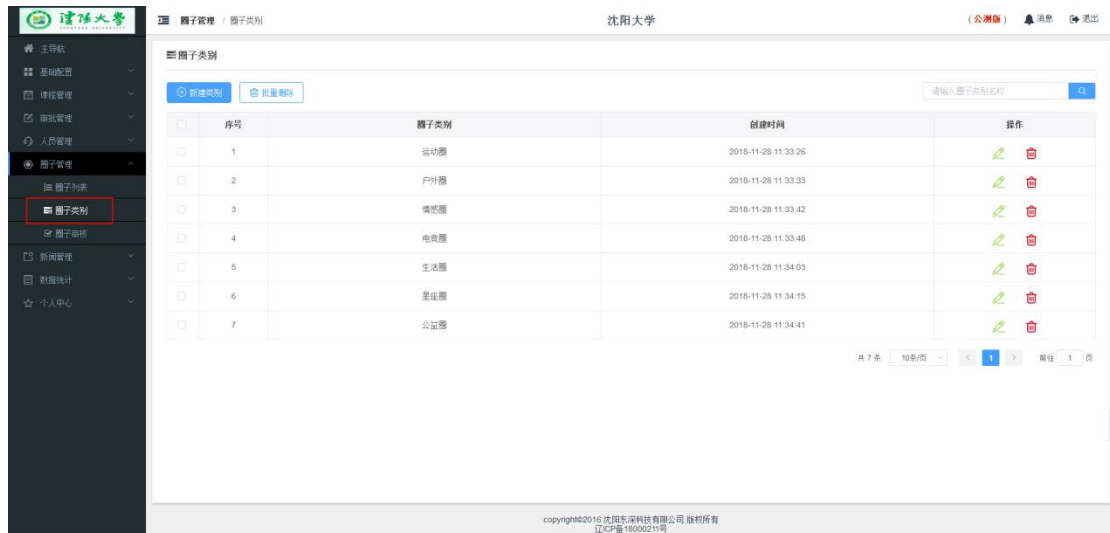 沈阳大学
圈子管理 / 圈子类别
沈阳大学
(公测版)
消息
退出
主导航
基础配置
课程管理
审批管理
人员管理
圈子管理
圈子列表
圈子类别
圈子审核
新闻管理
数据统计
个人中心
圈子类别
新建类别
批量删除
请输入圈子类别名称
序号 圈子类别 创建时间 操作
1 运动圈 2018-11-28 11:33:26
2 户外圈 2018-11-28 11:33:33
3 情感圈 2018-11-28 11:33:42
4 电竞圈 2018-11-28 11:33:48
5 生活圈 2018-11-28 11:34:03
6 星座圈 2018-11-28 11:34:15
7 公益圈 2018-11-28 11:34:41
共 7 条 10条/页 < 1 > 前往 1 页
copyright©2016 沈阳东深科技有限公司 版权所有
辽ICP备18000211号